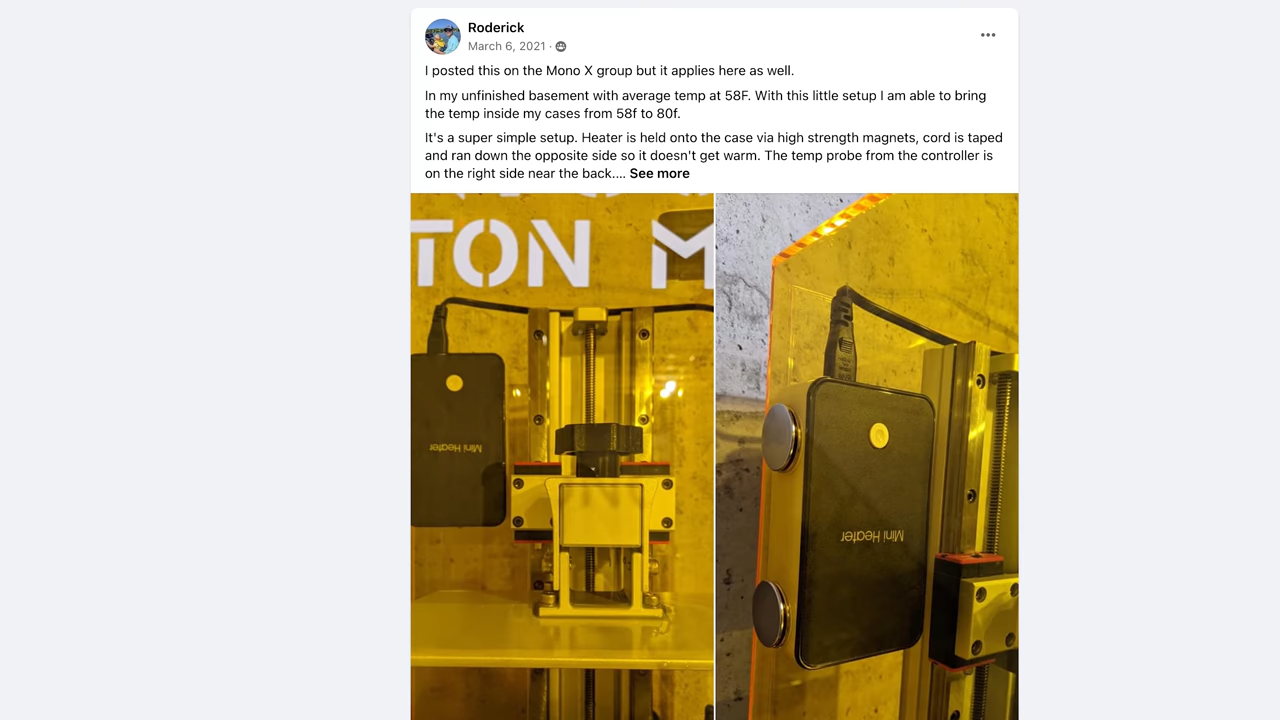 Roderick
March 6, 2021 ·
I posted this on the Mono X group but it applies here as well.
In my unfinished basement with average temp at 58F. With this little setup I am able to bring
the temp inside my cases from 58f to 80f.
It's a super simple setup. Heater is held onto the case via high strength magnets, cord is taped
and ran down the opposite side so it doesn't get warm. The temp probe from the controller is
on the right side near the back.... See more
TON M
Mini Heater
Mini Heater